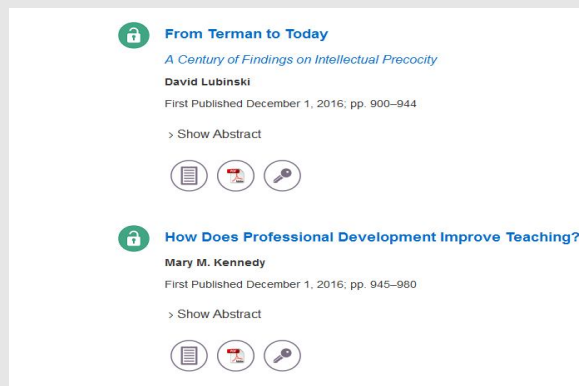 From Terman to Today
A Century of Findings on Intellectual Precocity
David Lubinski
First Published December 1, 2016; pp. 900–944
> Show Abstract
PDF
How Does Professional Development Improve Teaching?
Mary M. Kennedy
First Published December 1, 2016; pp. 945–980
> Show Abstract
PDF